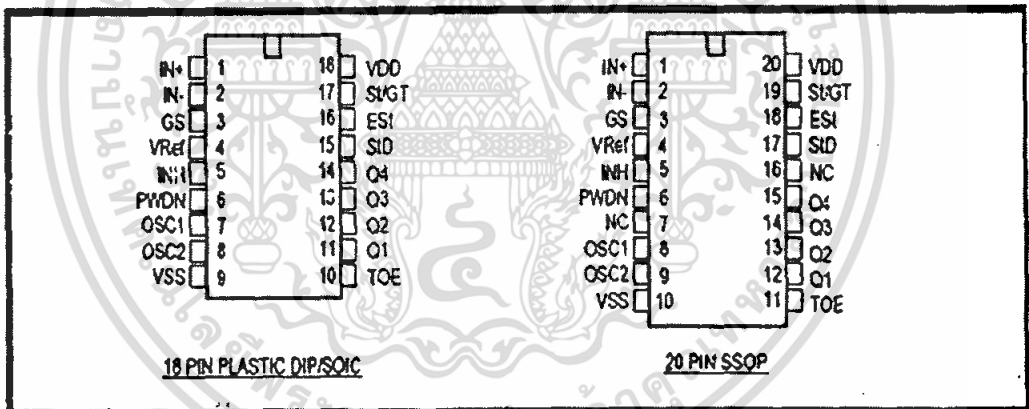 IN+ 1 18 VDD
IN- 2 17 St/GT
GS 3 16 ESt
VRef 4 15 StD
INH 5 14 Q4
PWDN 6 13 Q3
OSC1 7 12 Q2
OSC2 8 11 Q1
VSS 9 10 TOE
18 PIN PLASTIC DIP/SOIC
IN+ 1 20 VDD
IN- 2 19 St/GT
GS 3 18 ESt
VRef 4 17 StD
INH 5 16 NC
PWDN 6 15 Q4
NC 7 14 Q3
OSC1 8 13 Q2
OSC2 9 12 Q1
VSS 10 11 TOE
20 PIN SSOP